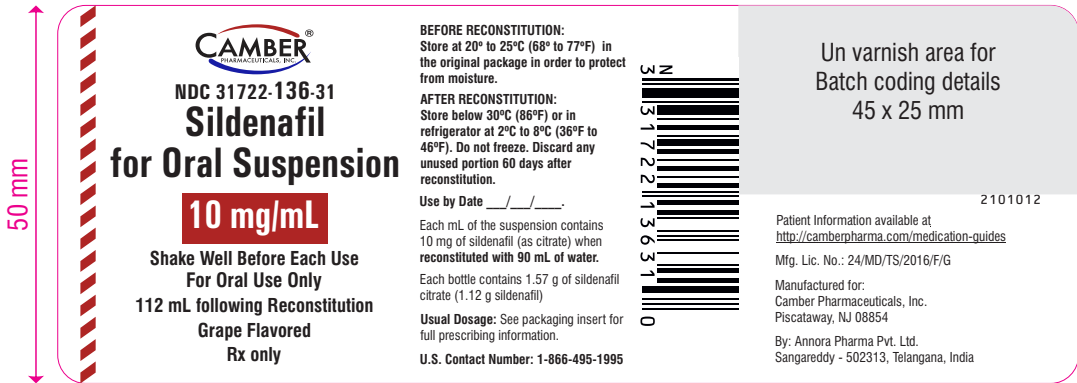 50 mm
CAMBER®
PHARMACEUTICALS, INC.
NDC 31722-136-31
Sildenafil
for Oral Suspension
10 mg/mL
Shake Well Before Each Use
For Oral Use Only
112 mL following Reconstitution
Grape Flavored
Rx only
BEFORE RECONSTITUTION:
Store at 20º to 25ºC (68º to 77ºF) in
the original package in order to protect
from moisture.
AFTER RECONSTITUTION:
Store below 30ºC (86ºF) or in
refrigerator at 2ºC to 8ºC (36ºF to
46ºF). Do not freeze. Discard any
unused portion 60 days after
reconstitution.
Use by Date ___/___/____.
Each mL of the suspension contains
10 mg of sildenafil (as citrate) when
reconstituted with 90 mL of water.
Each bottle contains 1.57 g of sildenafil
citrate (1.12 g sildenafil)
Usual Dosage: See packaging insert for
full prescribing information.
U.S. Contact Number: 1-866-495-1995
N
3 31722 13631 0
Un varnish area for
Batch coding details
45 x 25 mm
2101012
Patient Information available at
http://camberpharma.com/medication-guides
Mfg. Lic. No.: 24/MD/TS/2016/F/G
Manufactured for:
Camber Pharmaceuticals, Inc.
Piscataway, NJ 08854
By: Annora Pharma Pvt. Ltd.
Sangareddy - 502313, Telangana, India